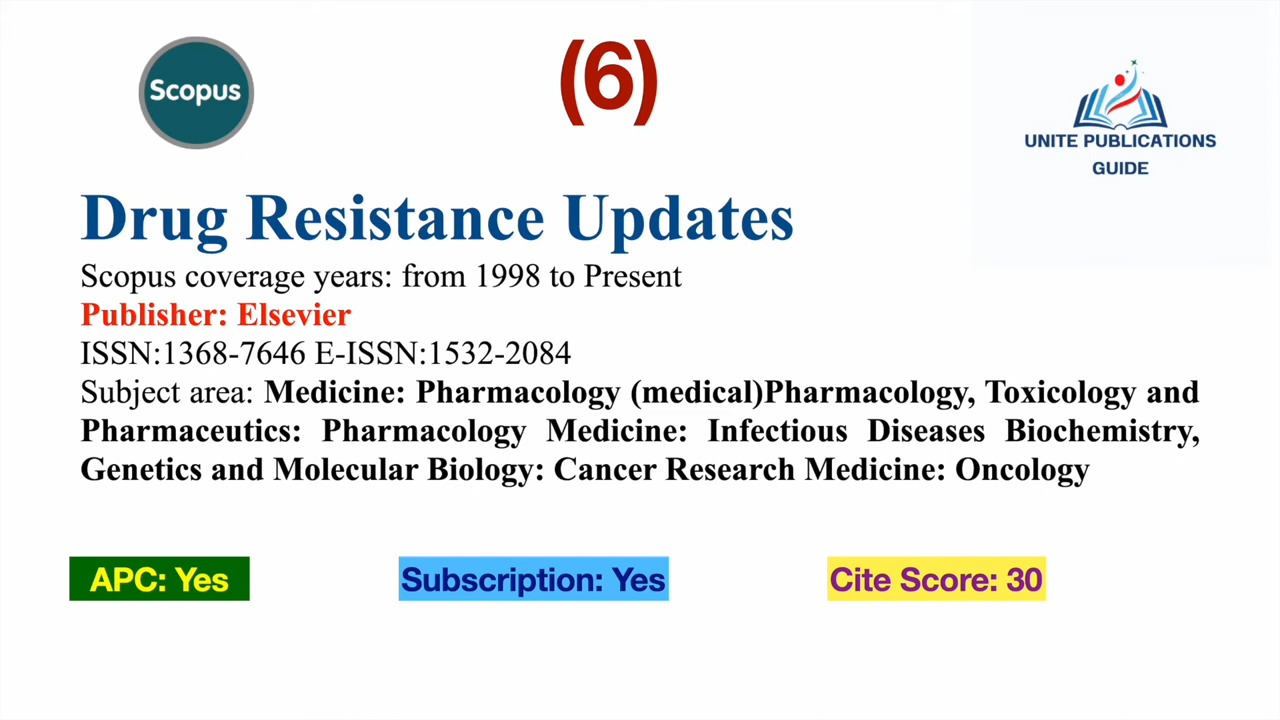 Scopus
(6)
UNITE PUBLICATIONS
GUIDE
Drug Resistance Updates
Scopus coverage years: from 1998 to Present
Publisher: Elsevier
ISSN:1368-7646 E-ISSN:1532-2084
Subject area: Medicine: Pharmacology (medical)Pharmacology, Toxicology and
Pharmaceutics: Pharmacology Medicine: Infectious Diseases Biochemistry,
Genetics and Molecular Biology: Cancer Research Medicine: Oncology
APC: Yes
Subscription: Yes
Cite Score: 30